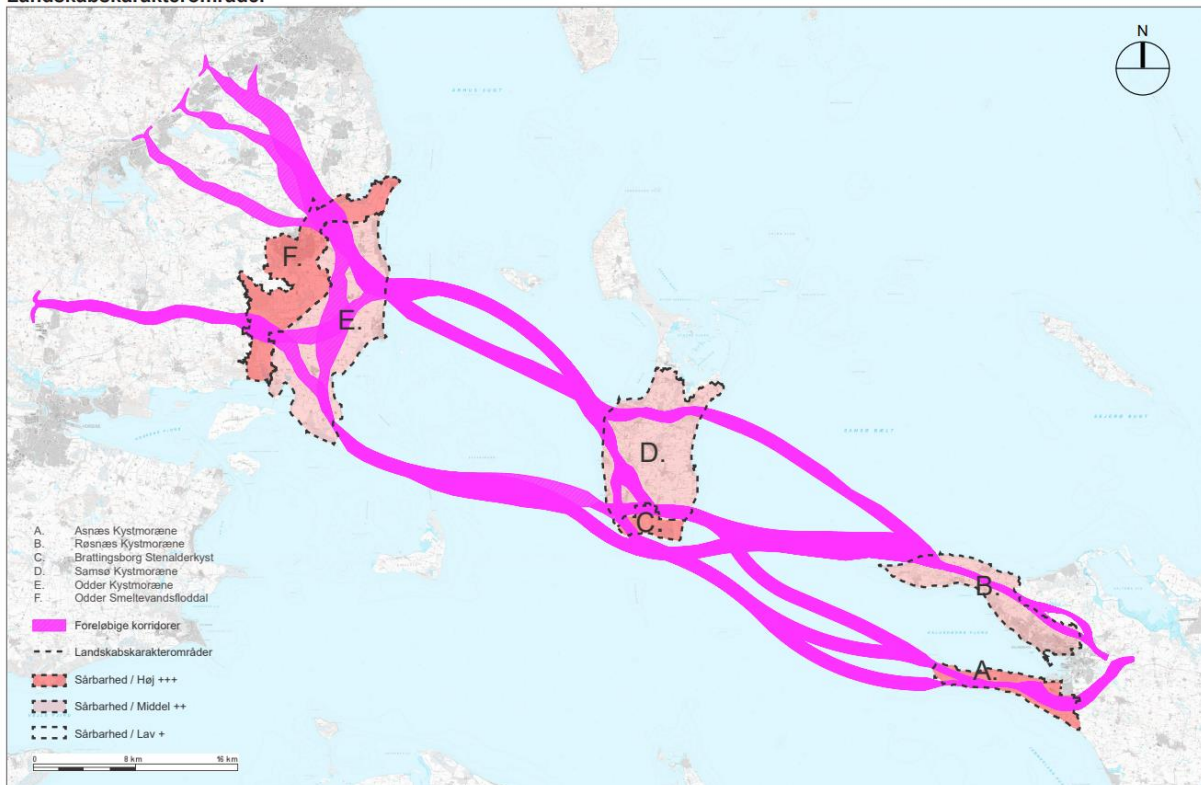 Landskabskarakterområder
N
F.
E.
D.
C.
B.
A.
A. Asnæs Kystmoræne
B. Røsnæs Kystmoræne
C. Brattingsborg Stenalderkyst
D. Samsø Kystmoræne
E. Odder Kystmoræne
F. Odder Smeltevandsfloddal
Foreløbige korridorer
Landskabskarakterområder
Sårbarhed / Høj +++
Sårbarhed / Middel ++
Sårbarhed / Lav +
0 8 km 16 km